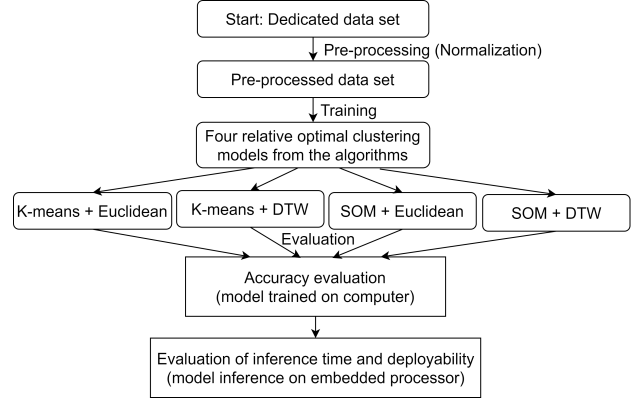 Start: Dedicated data set
Pre-processing (Normalization)
Pre-processed data set
Training
Four relative optimal clustering
models from the algorithms
K-means + Euclidean
K-means + DTW
SOM + Euclidean
SOM + DTW
Evaluation
Accuracy evaluation
(model trained on computer)
Evaluation of inference time and deployability
(model inference on embedded processor)